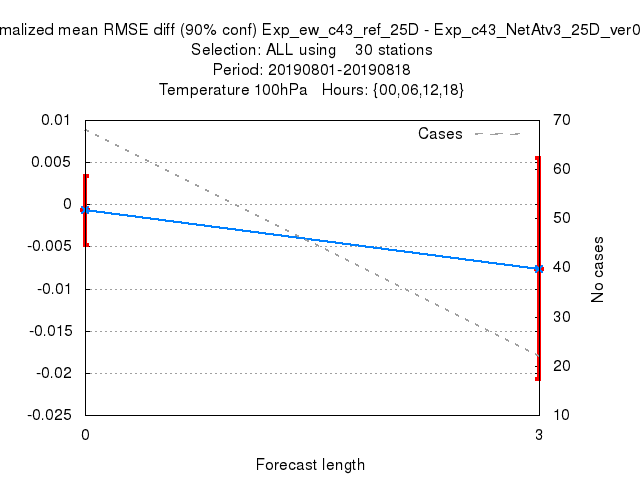 malized mean RMSE diff (90% conf) Exp_ew_c43_ref_25D - Exp_c43_NetAtv3_25D_ver0
Selection: ALL using    30 stations
Period: 20190801-20190818
Temperature 100hPa   Hours: {00,06,12,18}
0.01
0.005
0
-0.005
-0.01
-0.015
-0.02
-0.025
Cases
70
60
50
40
30
20
10
No cases
0
3
Forecast length